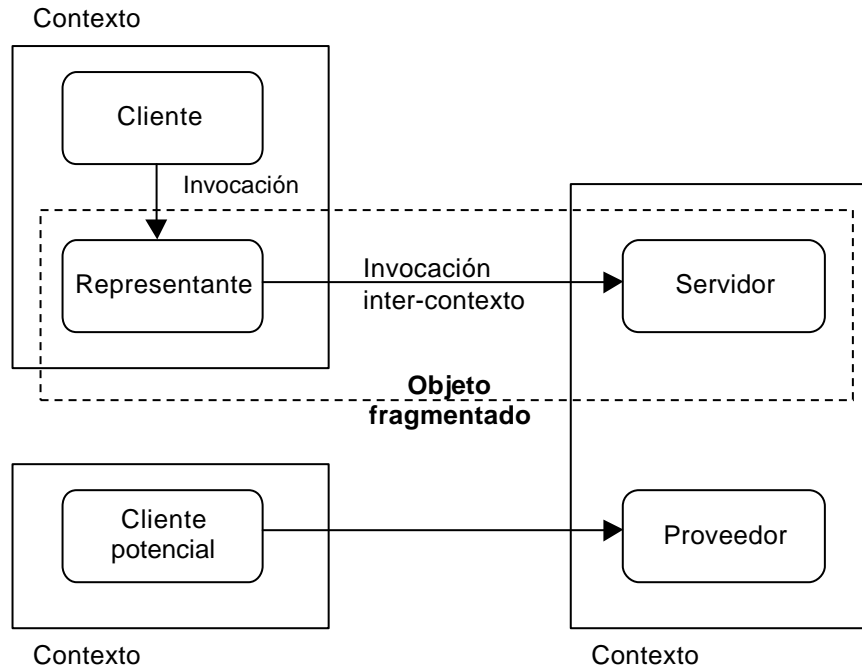 Contexto
Cliente
Invocación
Representante
Invocación
inter-contexto
Servidor
Objeto
fragmentado
Cliente
potencial
Proveedor
Contexto
Contexto